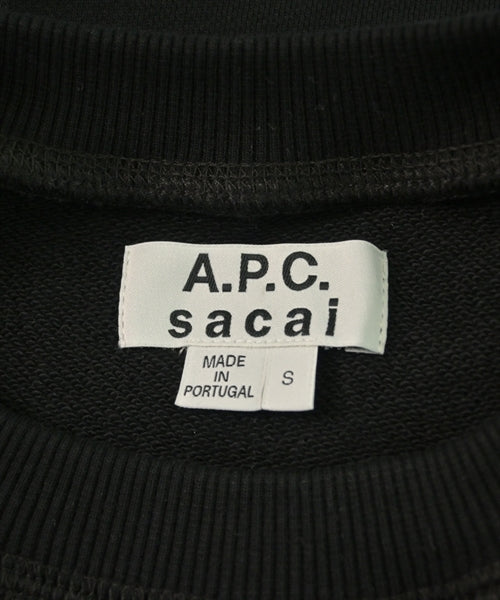 A.P.C.
sacai
MADE
IN
PORTUGAL
S